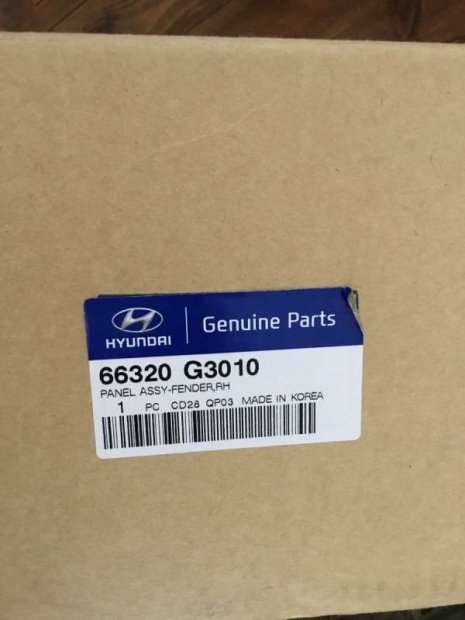 HYUNDAI
Genuine Parts
66320 G3010
PANEL ASSY-FENDER,RH
1 PC CD28 QP03 MADE IN KOREA